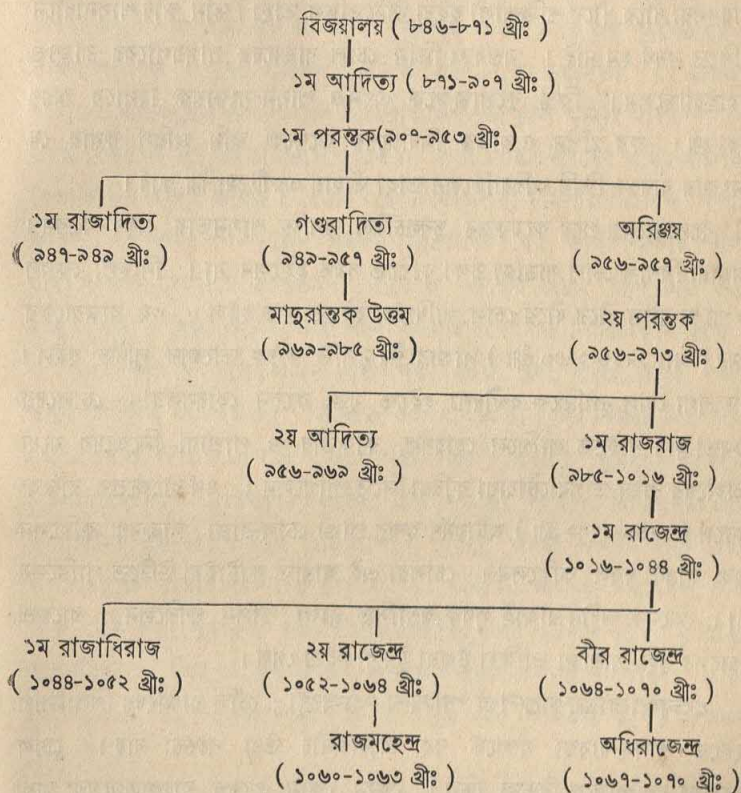 বিজয়ালয় ( ৮৪৬-৮৭১ খ্রীঃ )
১ম আদিত্য ( ৮৭১-৯০৭ খ্রীঃ )
১ম পরন্তক(৯০৭-৯৫৩ খ্রীঃ )
১ম রাজাদিত্য গণ্ডরাদিত্য অরিঞ্জয়
( ৯৪৭-৯৪৯ খ্রীঃ ) ( ৯৪৯-৯৫৭ খ্রীঃ ) ( ৯৫৬-৯৫৭ খ্রীঃ )
মাদুরান্তক উত্তম ২য় পরন্তক
( ৯৬৯-৯৮৫ খ্রীঃ ) ( ৯৫৬-৯৭৩ খ্রীঃ )
২য় আদিত্য ১ম রাজরাজ
( ৯৫৬-৯৬৯ খ্রীঃ ) ( ৯৮৫-১০১৬ খ্রীঃ )
১ম রাজেন্দ্র
( ১০১৬-১০৪৪ খ্রীঃ )
১ম রাজাধিরাজ ২য় রাজেন্দ্র বীর রাজেন্দ্র
( ১০৪৪-১০৫২ খ্রীঃ ) ( ১০৫২-১০৬৪ খ্রীঃ ) ( ১০৬৪-১০৭০ খ্রীঃ )
রাজমহেন্দ্র অধিরাজেন্দ্র
( ১০৬০-১০৬৩ খ্রীঃ ) ( ১০৬৭-১০৭০ খ্রীঃ )